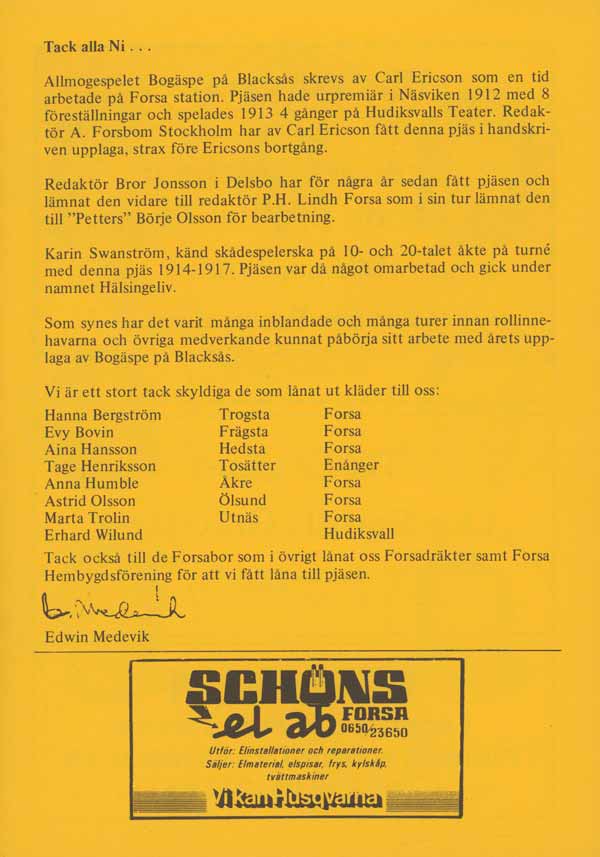 Tack alla Ni . . .
Allmogespelet Bogäspe på Blacksås skrevs av Carl Ericson som en tid
arbetade på Forsa station. Pjäsen hade urpremiär i Näsviken 1912 med 8
föreställningar och spelades 1913 4 gånger på Hudiksvalls Teater. Redak-
tör A. Forsbom Stockholm har av Carl Ericson fått denna pjäs i handskri-
ven upplaga, strax före Ericsons bortgång.
Redaktör Bror Jonsson i Delsbo har för några år sedan fått pjäsen och
lämnat den vidare till redaktör P.H. Lindh Forsa som i sin tur lämnat den
till ”Petters” Börje Olsson för bearbetning.
Karin Swanström, känd skådespelerska på 10- och 20-talet åkte på turné
med denna pjäs 1914-1917. Pjäsen var då något omarbetad och gick under
namnet Hälsingeliv.
Som synes har det varit många inblandade och många turer innan rollinne-
havarna och övriga medverkande kunnat påbörja sitt arbete med årets upp-
laga av Bogäspe på Blacksås.
Vi är ett stort tack skyldiga de som lånat ut kläder till oss:
Hanna Bergström Trogsta Forsa
Evy Bovin Frägsta Forsa
Aina Hansson Hedsta Forsa
Tage Henriksson Tosätter Enånger
Anna Humble Åkre Forsa
Astrid Olsson Ölsund Forsa
Marta Trolin Utnäs Forsa
Erhard Wilund Hudiksvall
Tack också till de Forsabor som i övrigt lånat oss Forsadräkter samt Forsa
Hembygdsförening för att vi fått låna till pjäsen.
E. Medevik
Edwin Medevik
SCHÖNS
el ab FORSA
0650/23650
Utför: Elinstallationer och reparationer.
Säljer: Elmaterial, elspisar, frys, kylskåp,
tvättmaskiner
Vi kan Husqvarna